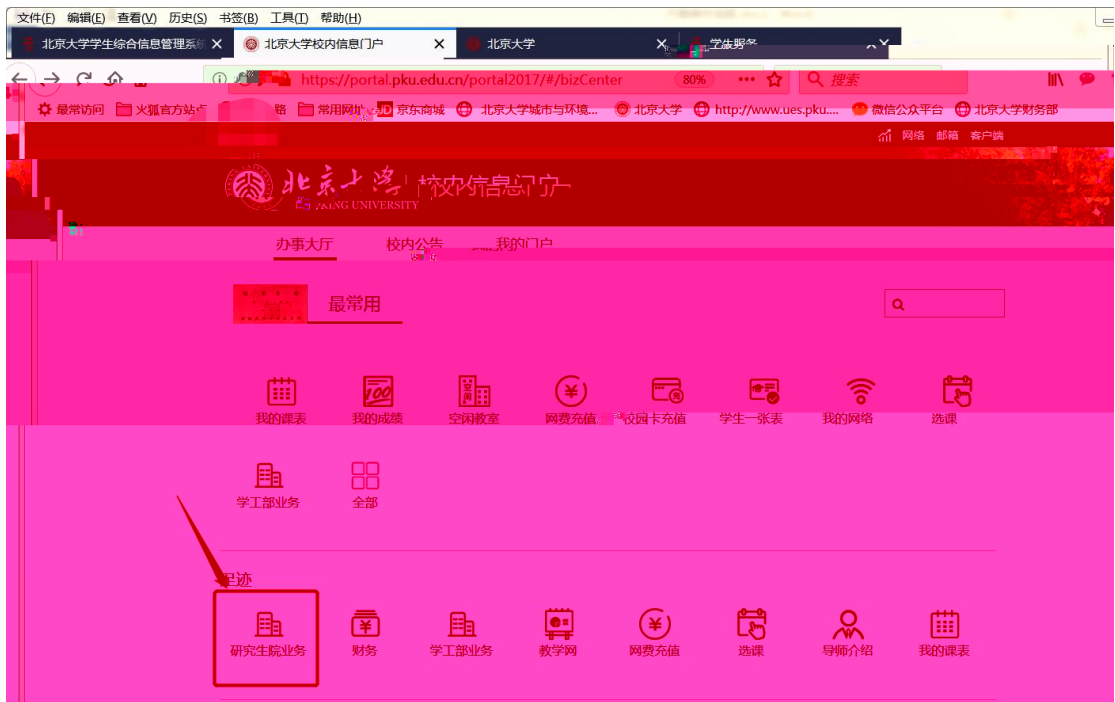 文件(F) 编辑(E) 查看(V) 历史(S) 书签(B) 工具(T) 帮助(H)
北京大学学生综合信息管理系统 北京大学校内信息门户 北京大学
https://portal.pku.edu.cn/portal2017/#/bizCenter 80% 搜索
最常访问 火狐官方站点 常用网址 JD 京东商城 北京大学城市与环境... 北京大学 http://www.ues.pku.... 微信公众平台 北京大学财务部
网络 邮箱 客户端
北京大学 校内信息门户
UNIVERSITY
办事大厅 校内公告 我的门户
最常用
我的课表 我的成绩 空闲教室 网费充值 校园卡充值 学生一张表 我的网络 选课
学工部业务 全部
足迹
研究生院业务 财务 学工部业务 教学网 网费充值 选课 导师介绍 我的课表